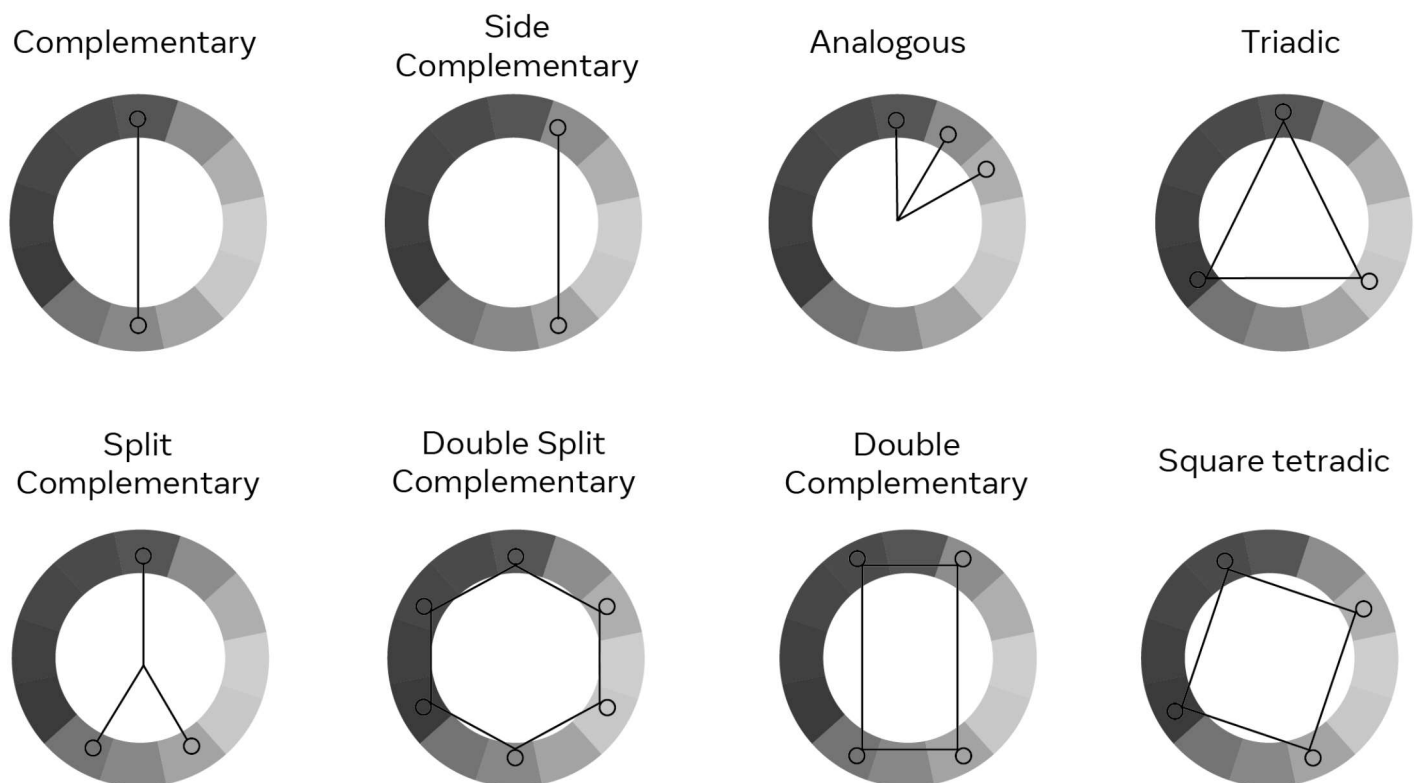 Complementary
Side
Complementary
Analogous
Triadic
Split
Complementary
Double Split
Complementary
Double
Complementary
Square tetradic